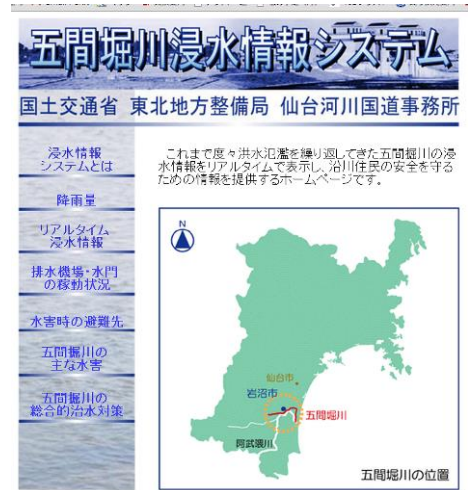 五間堀川浸水情報システム
国土交通省 東北地方整備局 仙台河川国道事務所
浸水情報
システムとは
降雨量
リアルタイム
浸水情報
排水機場・水門
の稼動状況
水害時の避難先
五間堀川の
主な水害
五間堀川の
総合的治水対策
これまで度々洪水氾濫を繰り返してきた五間堀川の浸
水情報をリアルタイムで表示し、沿川住民の安全を守る
ための情報を提供するホームページです。
N
仙台市
岩沼市
五間堀川
阿武隈川
五間堀川の位置